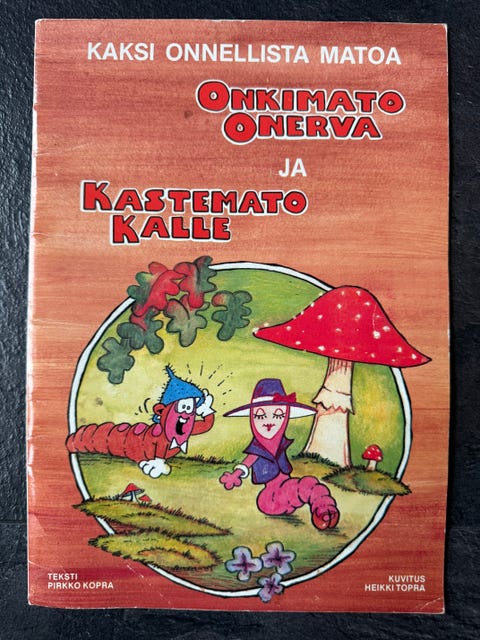 KAKSI ONNELLISTA MATOA
ONKIMATO
ONERVA
JA
KASTEMATO
KALLE
TEKSTI
PIRKKO KOPRA
KUVITUS
HEIKKI TOPRA